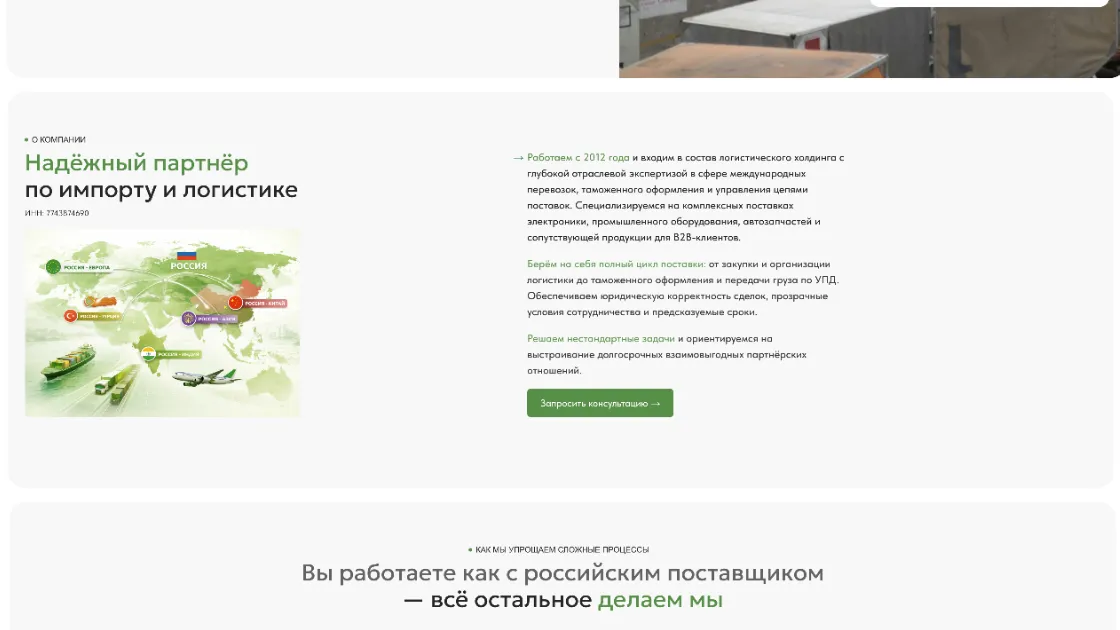 • О КОМПАНИИ
Надёжный партнёр
по импорту и логистике
ИНН: 7743874690
РОССИЯ - ЕВРОПА
РОССИЯ
РОССИЯ - КИТАЙ
РОССИЯ - ТУРЦИЯ
РОССИЯ - АЗИЯ
РОССИЯ - ИНДИЯ
→ Работаем с 2012 года и входим в состав логистического холдинга с
глубокой отраслевой экспертизой в сфере международных
перевозок, таможенного оформления и управления цепями
поставок. Специализируемся на комплексных поставках
электроники, промышленного оборудования, автозапчастей и
сопутствующей продукции для B2B-клиентов.
Берём на себя полный цикл поставки: от закупки и организации
логистики до таможенного оформления и передачи груза по УПД.
Обеспечиваем юридическую корректность сделок, прозрачные
условия сотрудничества и предсказуемые сроки.
Решаем нестандартные задачи и ориентируемся на
выстраивание долгосрочных взаимовыгодных партнёрских
отношений.
Запросить консультацию →
• КАК МЫ УПРОЩАЕМ СЛОЖНЫЕ ПРОЦЕССЫ
Вы работаете как с российским поставщиком
— всё остальное делаем мы